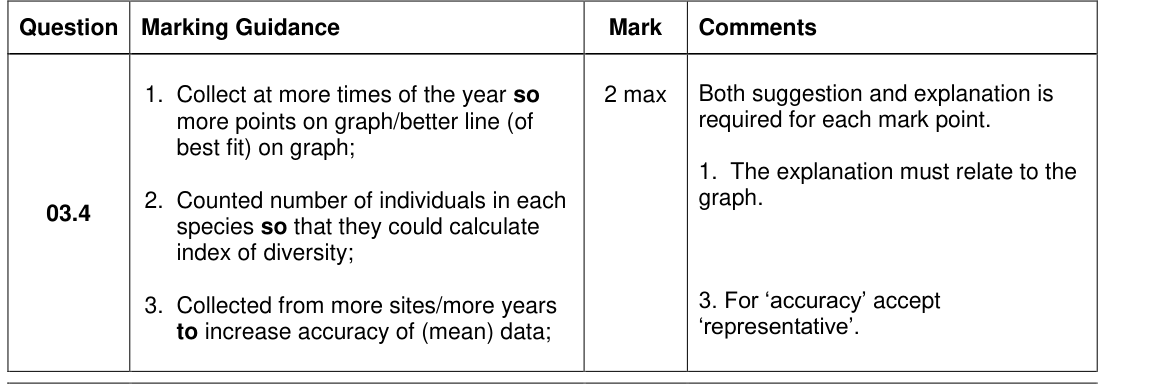 Question Marking Guidance Mark Comments
1. Collect at more times of the year so
more points on graph/better line (of
best fit) on graph;
2. Counted number of individuals in each
species so that they could calculate
index of diversity;
3. Collected from more sites/more years
to increase accuracy of (mean) data;
03.4
2 max
Both suggestion and explanation is
required for each mark point.
1. The explanation must relate to the
graph.
3. For ‘accuracy’ accept
‘representative’.